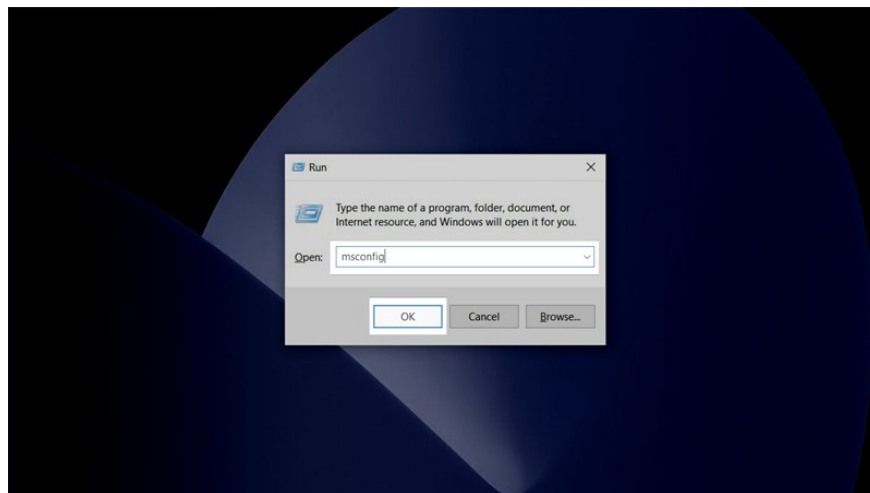 Run
Type the name of a program, folder, document, or
Internet resource, and Windows will open it for you.
Open:
msconfig
OK
Cancel
Browse...